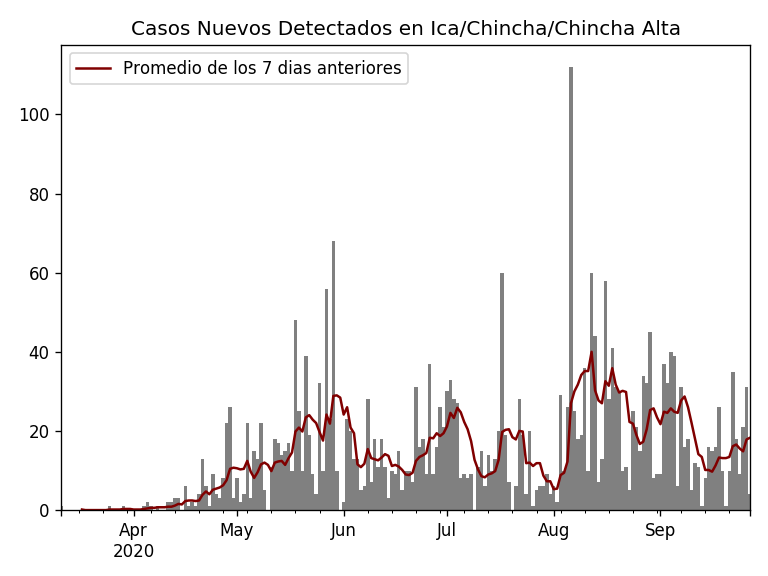 Casos Nuevos Detectados en Ica/Chincha/Chincha Alta
Promedio de los 7 dias anteriores
100
80
60
40
20
0
Apr May Jun Jul Aug Sep
2020